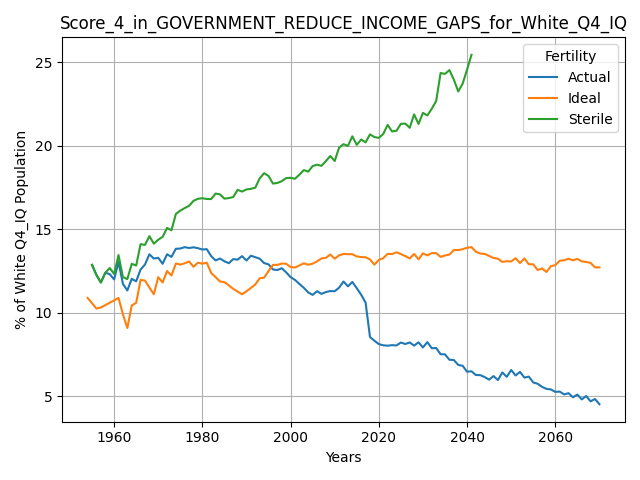 Score_4_in_GOVERNMENT_REDUCE_INCOME_GAPS_for_White_Q4_IQ
% of White Q4_IQ Population
25
20
15
10
5
Fertility
Actual
Ideal
Sterile
1960 1980 2000 2020 2040 2060
Years